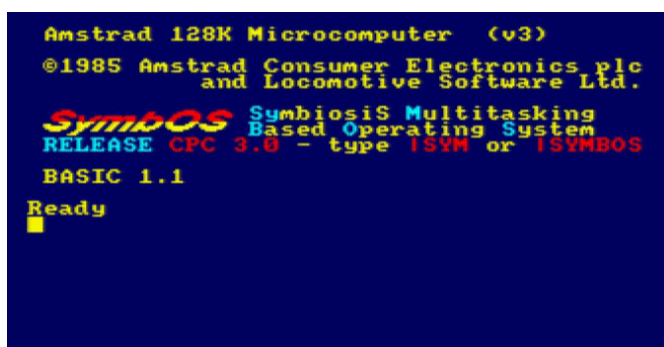 Amstrad 128K Microcomputer (v3)
©1985 Amstrad Consumer Electronics plc
and Locomotive Software Ltd.
SymbOS SymbiosiS Multitasking
Based Operating System
RELEASE CPC 3.0 - type |SYM or |SYMBOS
BASIC 1.1
Ready